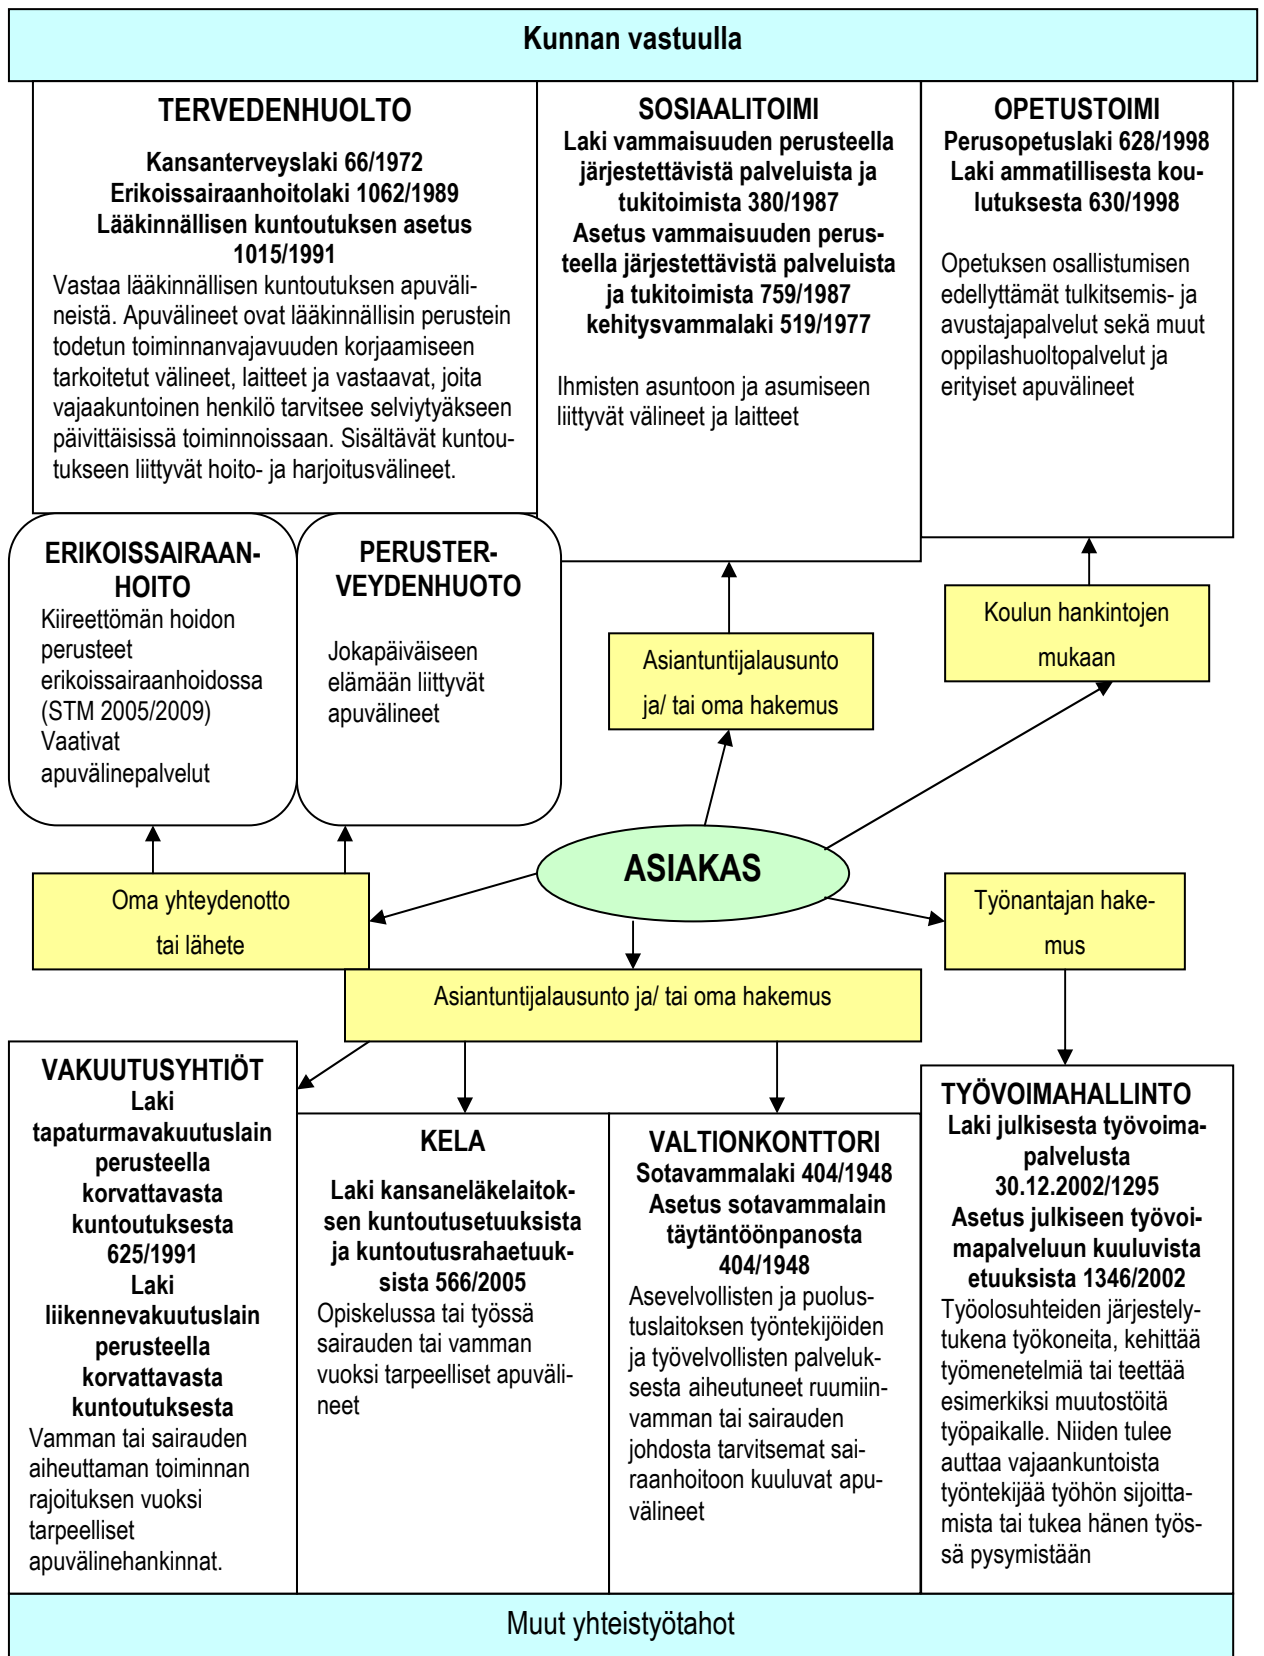 Kunnan vastuulla
TERVEDENHUOLTO
Kansanterveyslaki 66/1972
Erikoissairaanhoitolaki 1062/1989
Lääkinnällisen kuntoutuksen asetus
1015/1991
Vastaa lääkinnällisen kuntoutuksen apuväli-
neistä. Apuvälineet ovat lääkinnällisin perustein
todetun toiminnanvajavuuden korjaamiseen
tarkoitetut välineet, laitteet ja vastaavat, joita
vajaakuntoinen henkilö tarvitsee selviytyäkseen
päivittäisissä toiminnoissaan. Sisältävät kuntou-
tukseen liittyvät hoito- ja harjoitusvälineet.
SOSIAALITOIMI
Laki vammaisuuden perusteella
järjestettävistä palveluista ja
tukitoimista 380/1987
Asetus vammaisuuden perus-
teella järjestettävistä palveluista
ja tukitoimista 759/1987
kehitysvammalaki 519/1977
Ihmisten asuntoon ja asumiseen
liittyvät välineet ja laitteet
OPETUSTOIMI
Perusopetuslaki 628/1998
Laki ammatillisesta kou-
lutuksesta 630/1998
Opetuksen osallistumisen
edellyttämät tulkitsemis- ja
avustajapalvelut sekä muut
oppilashuoltopalvelut ja
erityiset apuvälineet
ERIKOISSAIRAAN-
HOITO
Kiireettömän hoidon
perusteet
erikoissairaanhoidossa
(STM 2005/2009)
Vaativat
apuvälinepalvelut
PERUSTER-
VEYDENHUOTO
Jokapäiväiseen
elämään liittyvät
apuvälineet
Asiantuntijalausunto
ja/ tai oma hakemus
Koulun hankintojen
mukaan
ASIAKAS
Oma yhteydenotto
tai lähete
Työnantajan hake-
mus
Asiantuntijalausunto ja/ tai oma hakemus
VAKUUTUSYHTIÖT
Laki
tapaturmavakuutuslain
perusteella
korvattavasta
kuntoutuksesta
625/1991
Laki
liikennevakuutuslain
perusteella
korvattavasta
kuntoutuksesta
Vamman tai sairauden
aiheuttaman toiminnan
rajoituksen vuoksi
tarpeelliset
apuvälinehankinnat.
KELA
Laki kansaneläkelaitok-
sen kuntoutusetuuksista
ja kuntoutusrahaetuuk-
sista 566/2005
Opiskelussa tai työssä
sairauden tai vamman
vuoksi tarpeelliset apuväli-
neet
VALTIONKONTTORI
Sotavammalaki 404/1948
Asetus sotavammalain
täytäntöönpanosta
404/1948
Asevelvollisten ja puolus-
tuslaitoksen työntekijöiden
ja työvelvollisten palveluk-
sesta aiheutuneet ruumiin-
vamman tai sairauden
johdosta tarvitsemat sai-
raanhoitoon kuuluvat apu-
välineet
TYÖVOIMAHALLINTO
Laki julkisesta työvoima-
palvelusta
30.12.2002/1295
Asetus julkiseen työvoi-
mapalveluun kuuluvista
etuuksista 1346/2002
Työolosuhteiden järjestely-
tukena työkoneita, kehittää
työmenetelmiä tai teettää
esimerkiksi muutostöitä
työpaikalle. Niiden tulee
auttaa vajaankuntoista
työntekijää työhön sijoitta-
mista tai tukea hänen työs-
sä pysymistään
Muut yhteistyötahot